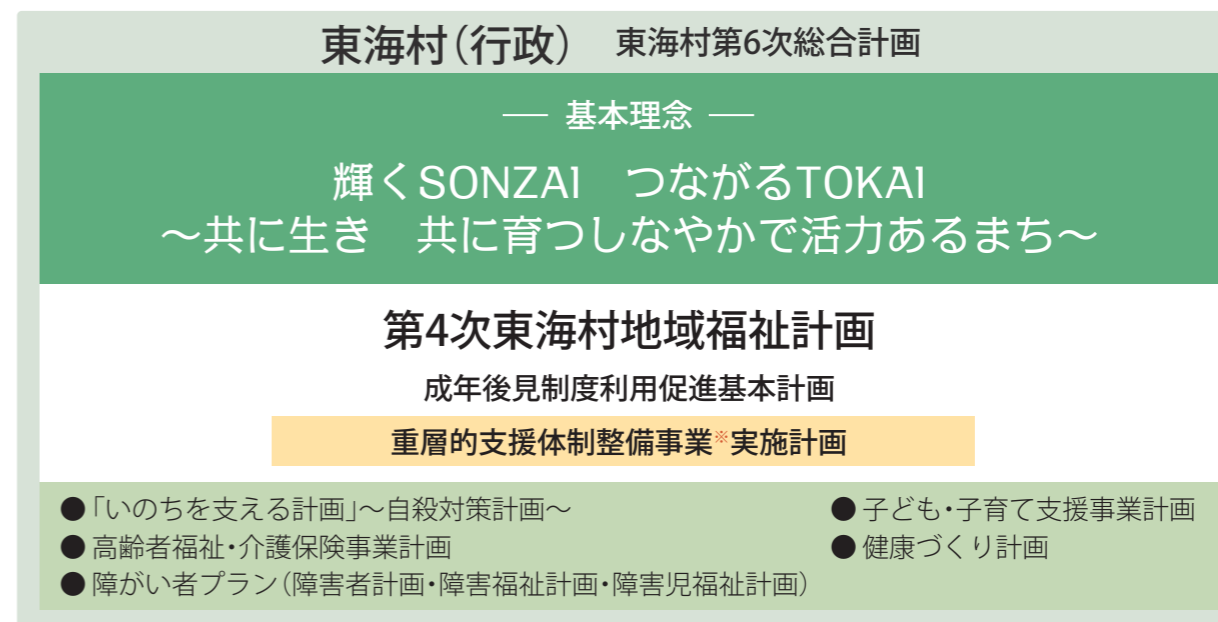 東海村（行政） 東海村第6次総合計画
― 基本理念 ―
輝くSONZAI　つながるTOKAI
～共に生き　共に育つしなやかで活力あるまち～
第4次東海村地域福祉計画
成年後見制度利用促進基本計画
重層的支援体制整備事業※実施計画
●「いのちを支える計画」～自殺対策計画～
●高齢者福祉・介護保険事業計画
●障がい者プラン（障害者計画・障害福祉計画・障害児福祉計画）
●子ども・子育て支援事業計画
●健康づくり計画